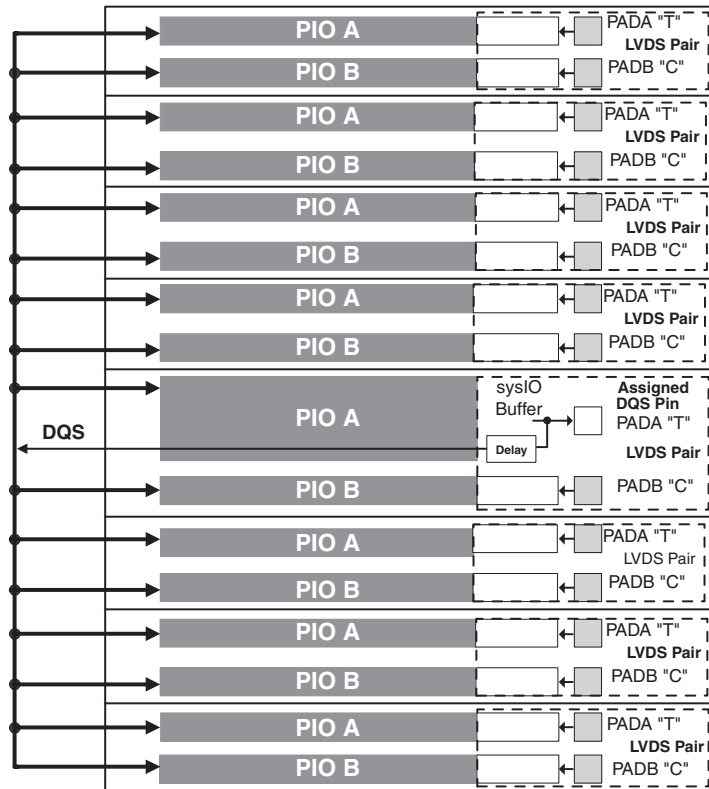 PIO A
PADA "T"
LVDS Pair
PIO B
PADB "C"
PIO A
PADA "T"
LVDS Pair
PIO B
PADB "C"
PIO A
PADA "T"
LVDS Pair
PIO B
PADB "C"
PIO A
PADA "T"
LVDS Pair
PIO B
PADB "C"
PIO A
sysIO
Buffer
Assigned
DQS Pin
PADA "T"
DQS
Delay
LVDS Pair
PIO B
PADB "C"
PIO A
PADA "T"
LVDS Pair
PIO B
PADB "C"
PIO A
PADA "T"
LVDS Pair
PIO B
PADB "C"
PIO A
PADA "T"
LVDS Pair
PIO B
PADB "C"